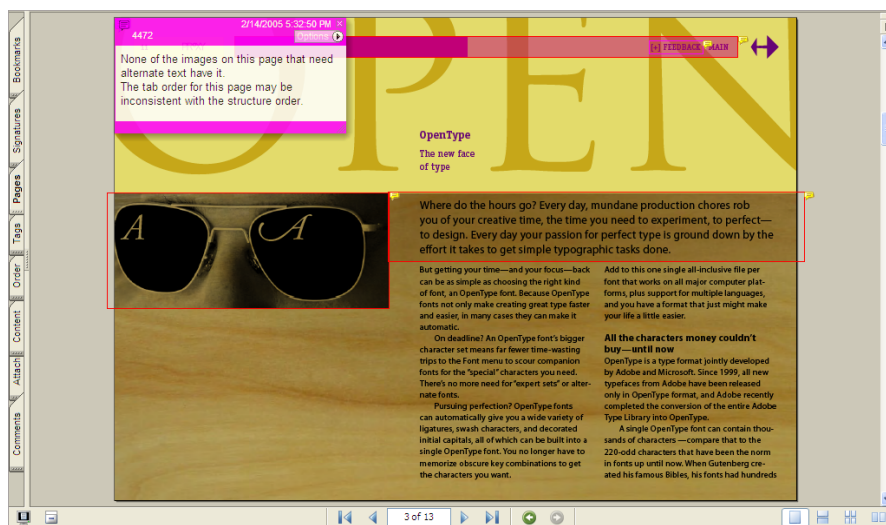 2/14/2005 5:32:50 PM
4472
Options
None of the images on this page that need
alternate text have it.
The tab order for this page may be
inconsistent with the structure order.
OPEN
[+] FEEDBACK
MAIN
OpenType
The new face
of type
A A
Where do the hours go? Every day, mundane production chores rob
you of your creative time, the time you need to experiment, to perfect—
to design. Every day your passion for perfect type is ground down by the
effort it takes to get simple typographic tasks done.
But getting your time—and your focus—back
can be as simple as choosing the right kind
of font, an OpenType font. Because OpenType
fonts not only make creating great type faster
and easier, in many cases they can make it
automatic.
On deadline? An OpenType font's bigger
character set means far fewer time-wasting
trips to the Font menu to scour companion
fonts for the "special" characters you need.
There's no more need for "expert sets" or alter-
nate fonts.
Pursuing perfection? OpenType fonts
can automatically give you a wide variety of
ligatures, swash characters, and decorated
initial capitals, all of which can be built into a
single OpenType font. You no longer have to
memorize obscure key combinations to get
the characters you want.
Add to this one single all-inclusive file per
font that works on all major computer plat-
forms, plus support for multiple languages,
and you have a format that just might make
your life a little easier.
All the characters money couldn't
buy—until now
OpenType is a type format jointly developed
by Adobe and Microsoft. Since 1999, all new
typefaces from Adobe have been released
only in OpenType format, and Adobe recently
completed the conversion of the entire Adobe
Type Library into OpenType.
A single OpenType font can contain thou-
sands of characters —compare that to the
220-odd characters that have been the norm
in fonts up until now. When Gutenberg cre-
ated his famous Bibles, his fonts had hundreds
Bookmarks
Signatures
Pages
Tags
Order
Content
Attach
Comments
3 of 13